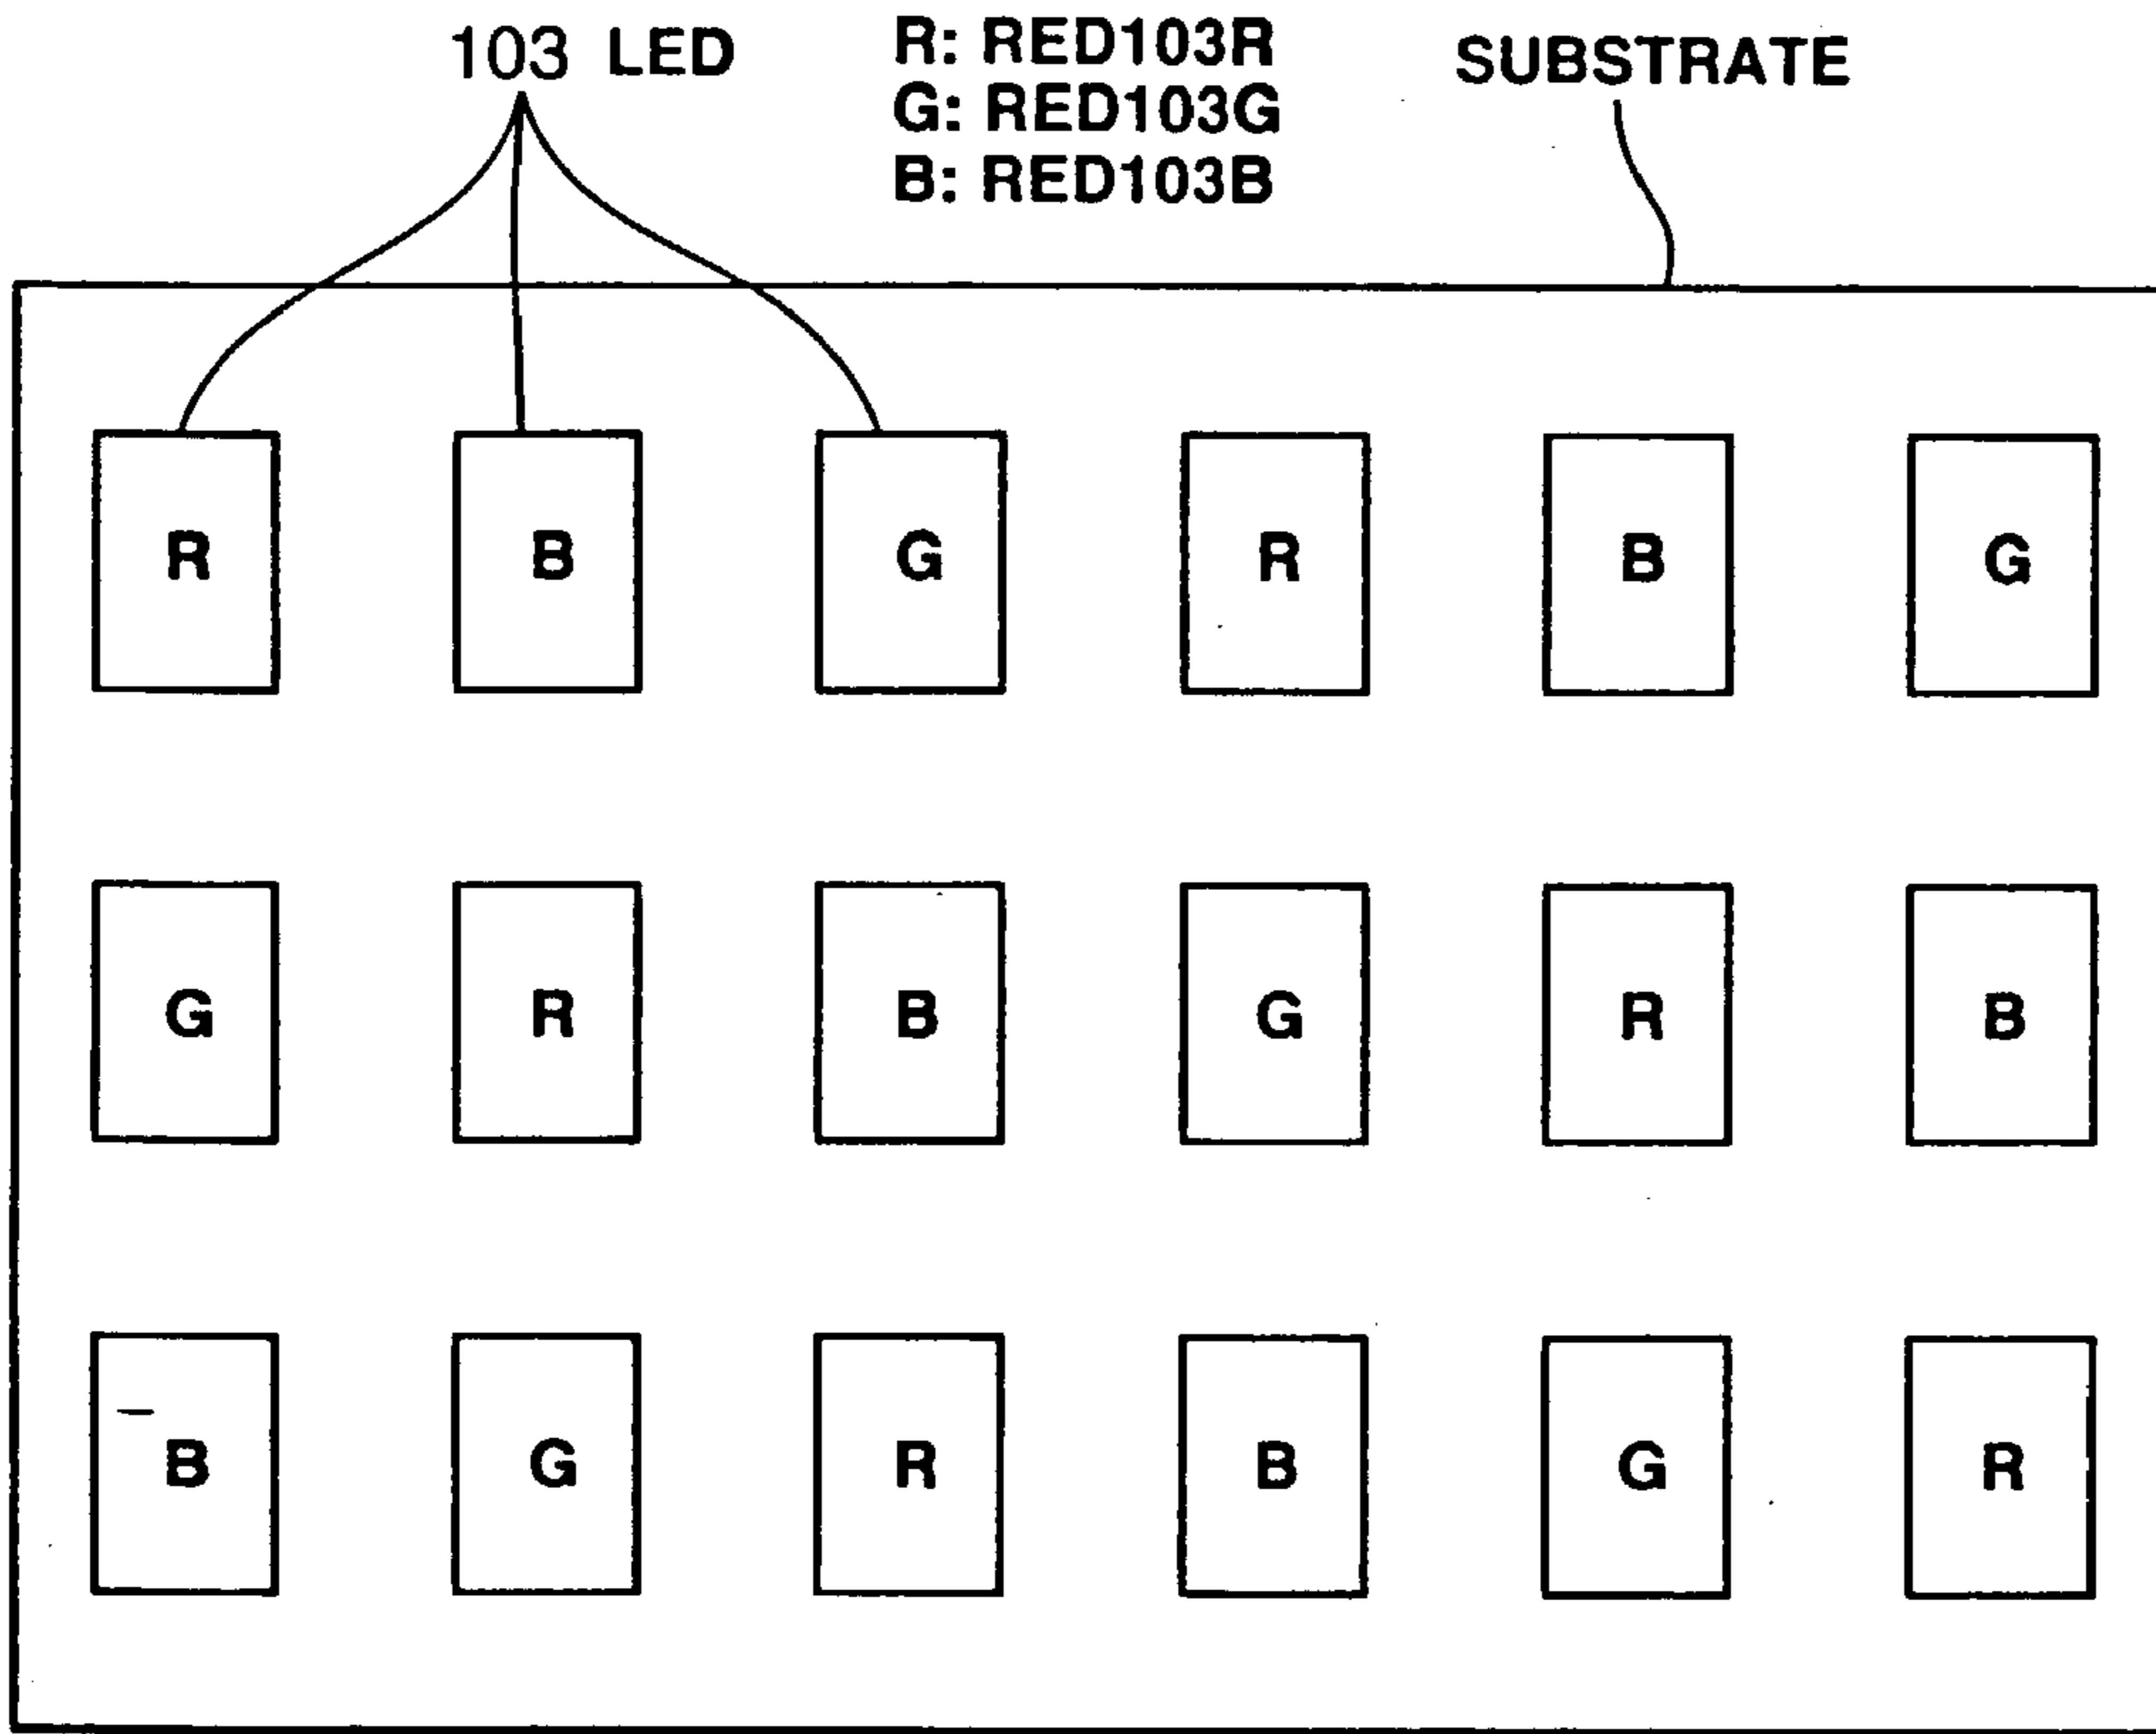 103 LED
R: RED103R
G: RED103G
B: RED103B
SUBSTRATE
R B G R B G
G R B G R B
B G R B G R